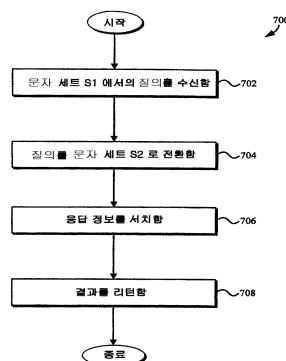 시작
700
문자 세트 S1 에서의 질의를 수신함
702
질의를 문자 세트 S2 로 전환함
704
응답 정보를 서치함
706
결과를 리턴함
708
종료